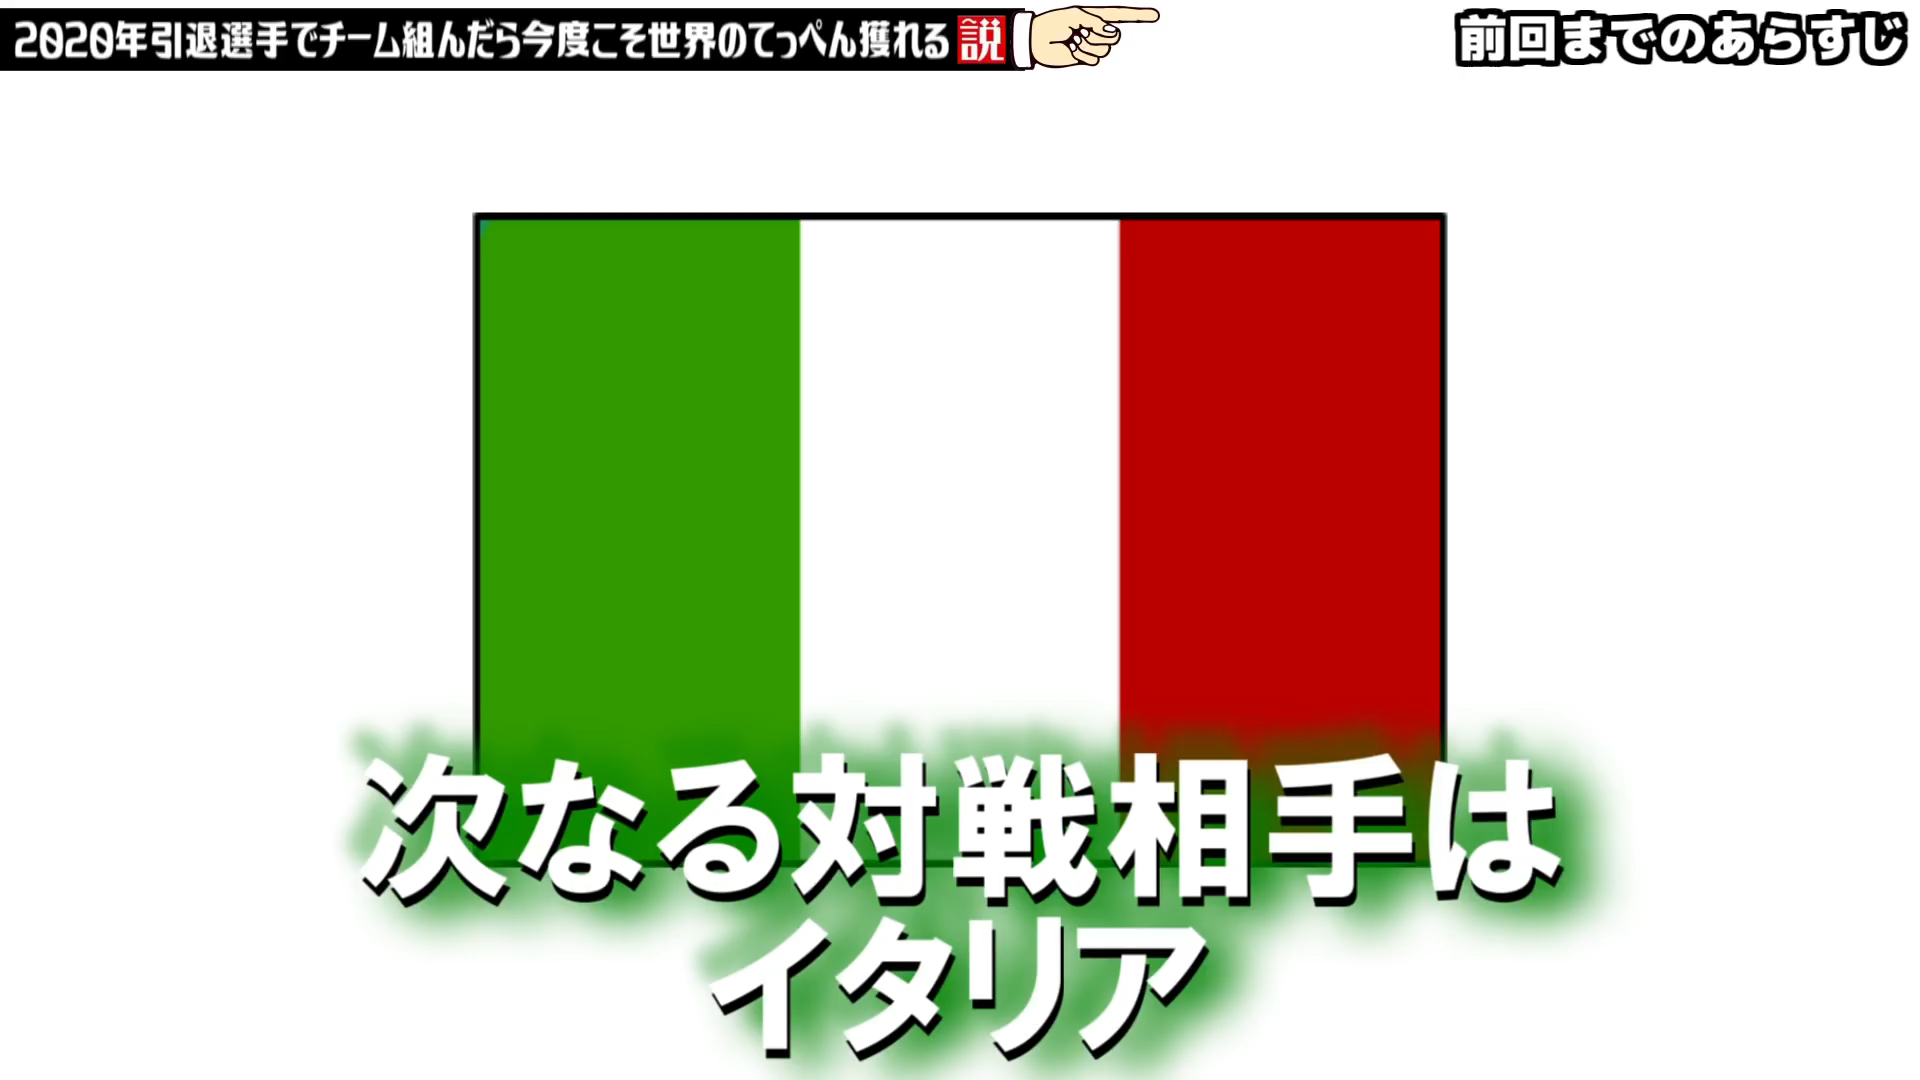 2020年引退選手でチーム組んだら今度こそ世界のてっぺん獲れる説
前回までのあらすじ
次なる対戦相手は
イタリア